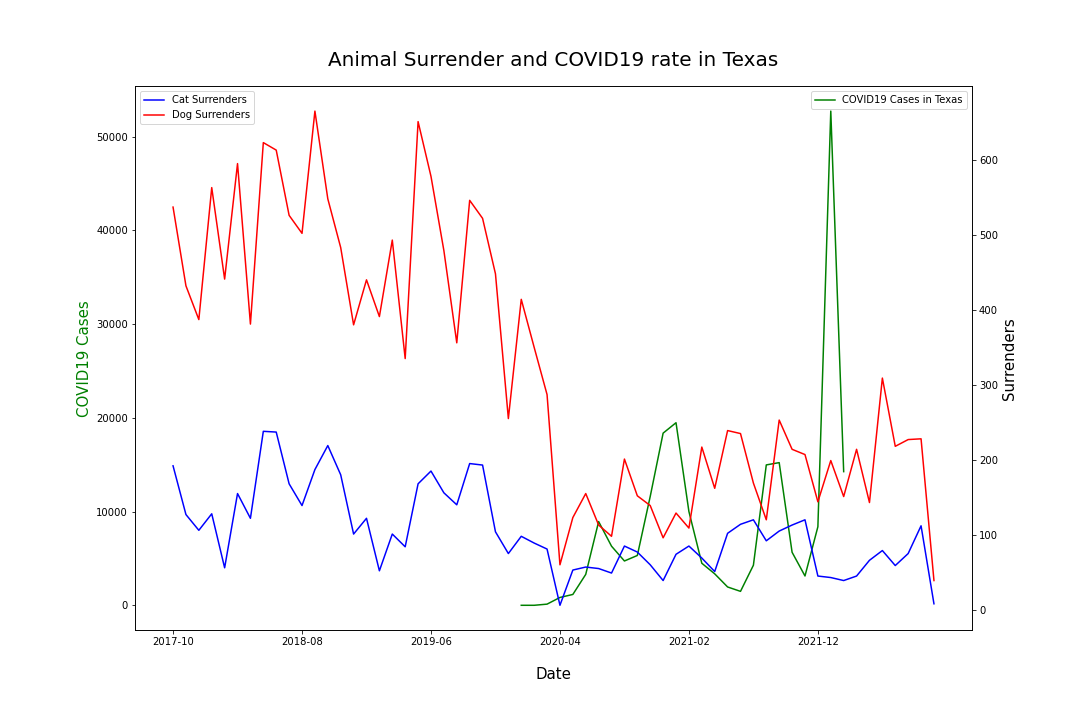 Animal Surrender and COVID19 rate in Texas
Cat Surrenders
Dog Surrenders
COVID19 Cases in Texas
COVID19 Cases
50000
40000
30000
20000
10000
0
600
500
400
300
200
100
0
Surrenders
2017-10 2018-08 2019-06 2020-04 2021-02 2021-12
Date